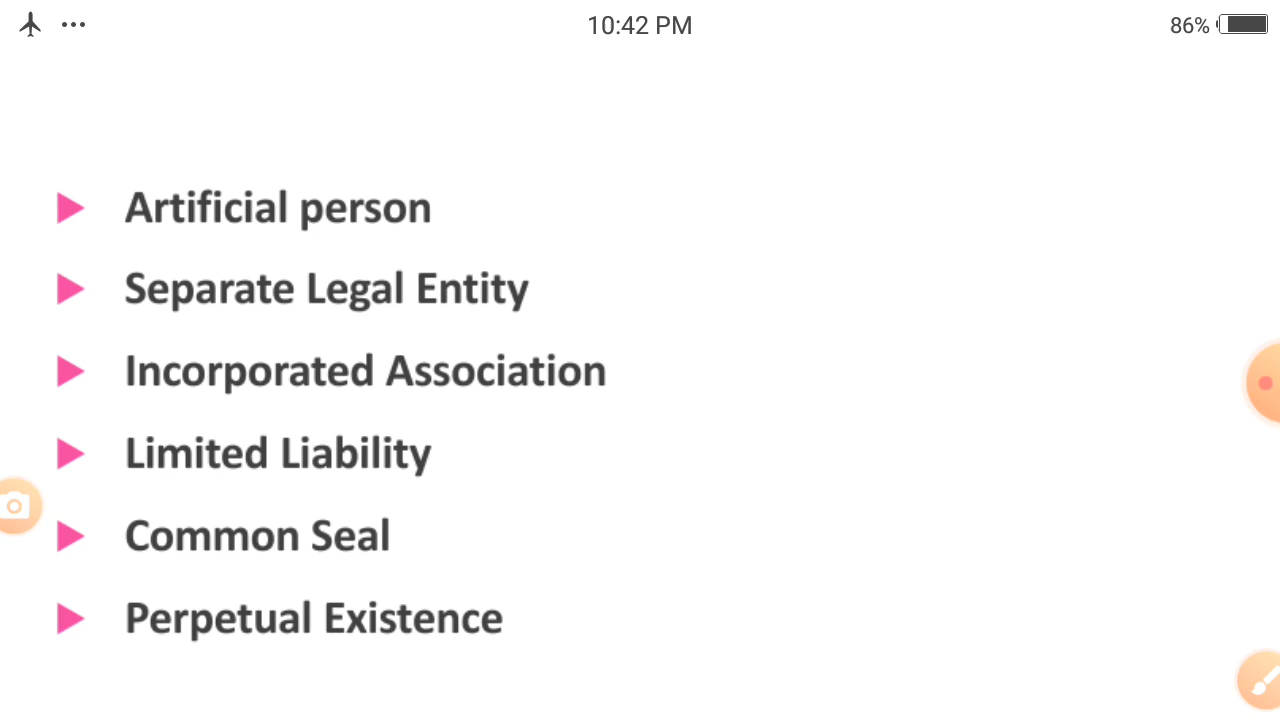 10:42 PM
86%
Artificial person
Separate Legal Entity
Incorporated Association
Limited Liability
Common Seal
Perpetual Existence